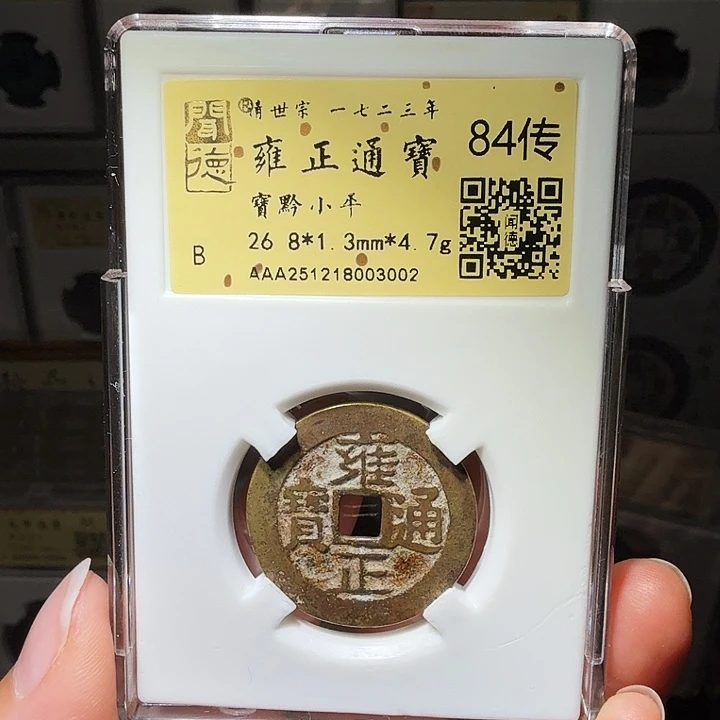 聞德
®清世宗 一七二三年
雍正通寶
84传
寶黔小平
闻德
B
26 8*1.3mm*4.7g
AAA251218003002
雍正通寶